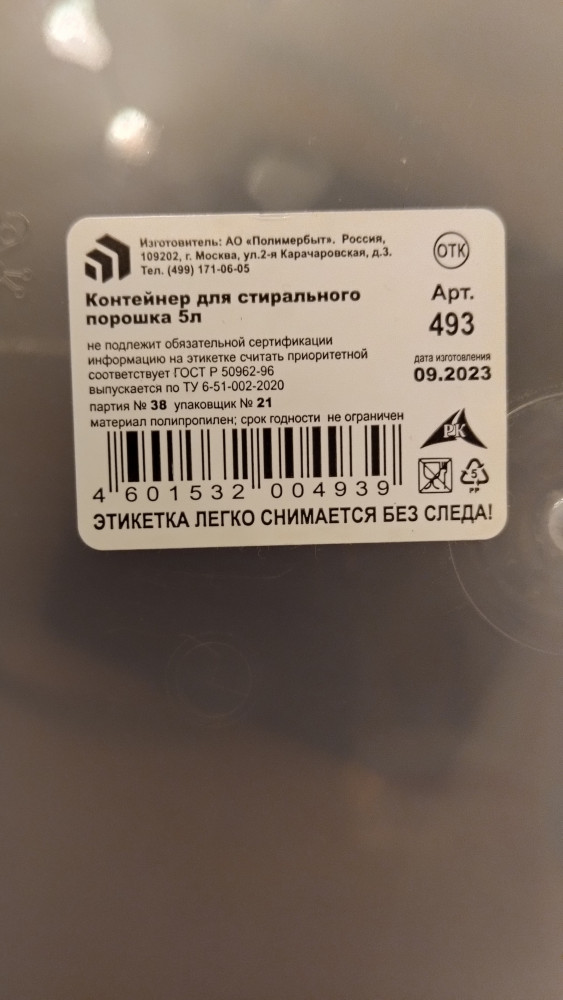 Изготовитель: АО «Полимербыт». Россия,
109202, г. Москва, ул.2-я Карачаровская, д.3.
Тел. (499) 171-06-05
ОТК
Контейнер для стирального
порошка 5л
Арт.
493
не подлежит обязательной сертификации
информацию на этикетке считать приоритетной
соответствует ГОСТ Р 50962-96
выпускается по ТУ 6-51-002-2020
дата изготовления
09.2023
партия № 38 упаковщик № 21
материал полипропилен; срок годности не ограничен
РК
5
PP
4 601532 004939
ЭТИКЕТКА ЛЕГКО СНИМАЕТСЯ БЕЗ СЛЕДА!